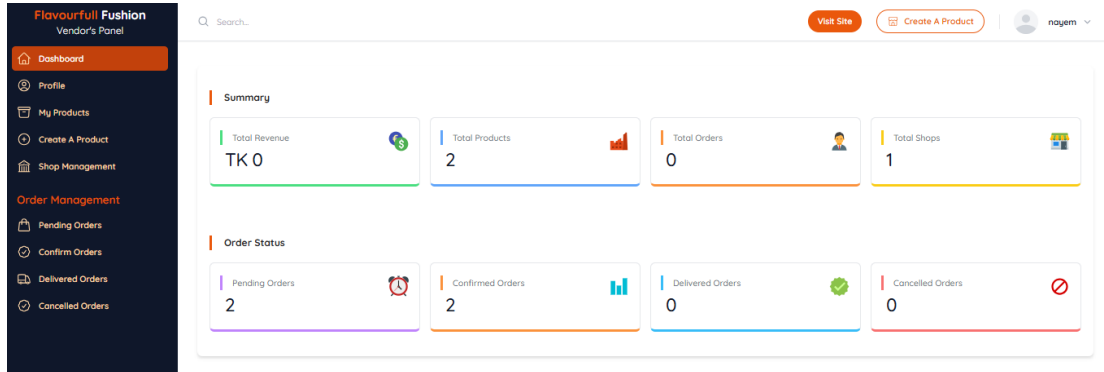 Flavourfull Fushion
Vendor's Panel
Search...
Visit Site
Create A Product
nayem
Dashboard
Profile
My Products
Create A Product
Shop Management
Order Management
Pending Orders
Confirm Orders
Delivered Orders
Cancelled Orders
Summary
Total Revenue
TK 0
Total Products
2
Total Orders
0
Total Shops
1
Order Status
Pending Orders
2
Confirmed Orders
2
Delivered Orders
0
Cancelled Orders
0